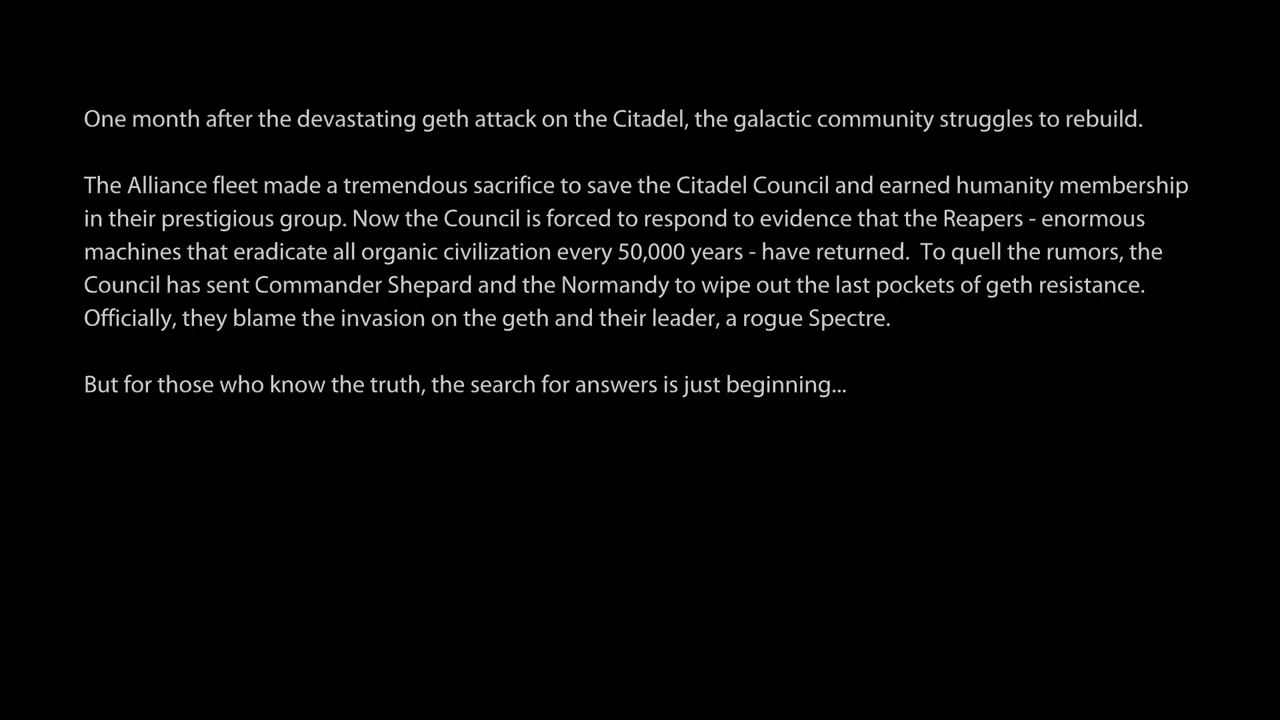 One month after the devastating geth attack on the Citadel, the galactic community struggles to rebuild.
The Alliance fleet made a tremendous sacrifice to save the Citadel Council and earned humanity membership
in their prestigious group. Now the Council is forced to respond to evidence that the Reapers - enormous
machines that eradicate all organic civilization every 50,000 years - have returned.  To quell the rumors, the
Council has sent Commander Shepard and the Normandy to wipe out the last pockets of geth resistance.
Officially, they blame the invasion on the geth and their leader, a rogue Spectre.
But for those who know the truth, the search for answers is just beginning...